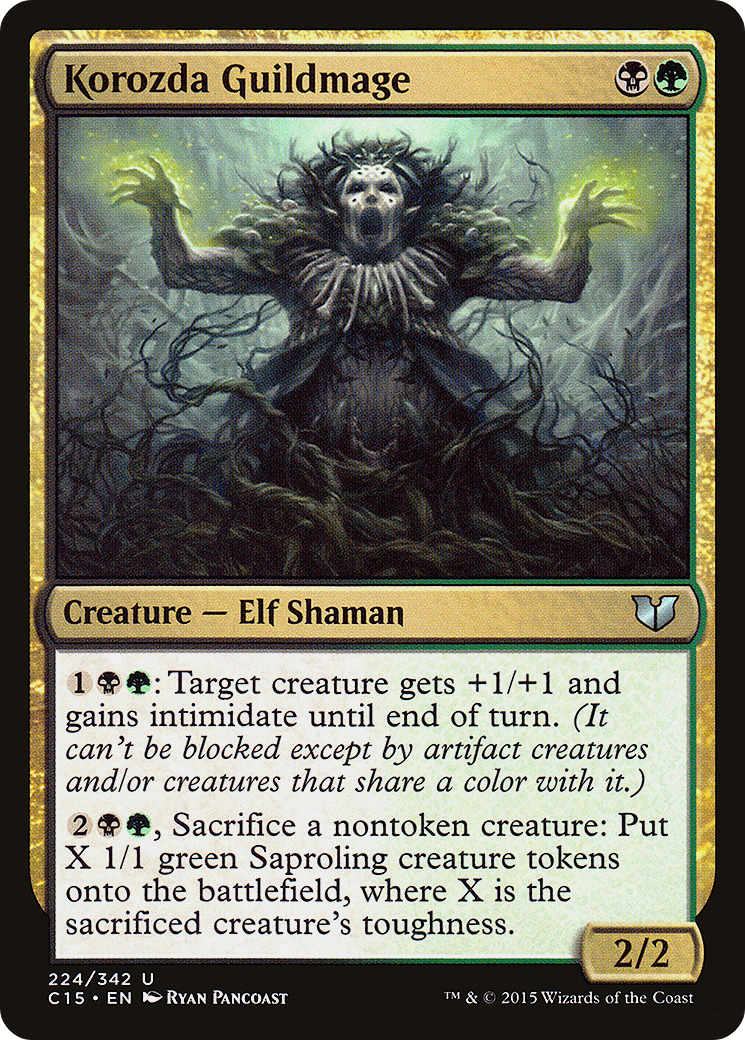 Korozda Guildmage
Creature — Elf Shaman
1: Target creature gets +1/+1 and
gains intimidate until end of turn. (It
can't be blocked except by artifact creatures
and/or creatures that share a color with it.)
2, Sacrifice a nontoken creature: Put
X 1/1 green Saproling creature tokens
onto the battlefield, where X is the
sacrificed creature's toughness.
2/2
224/342 U
C15 • EN Ryan Pancoast
™ & © 2015 Wizards of the Coast